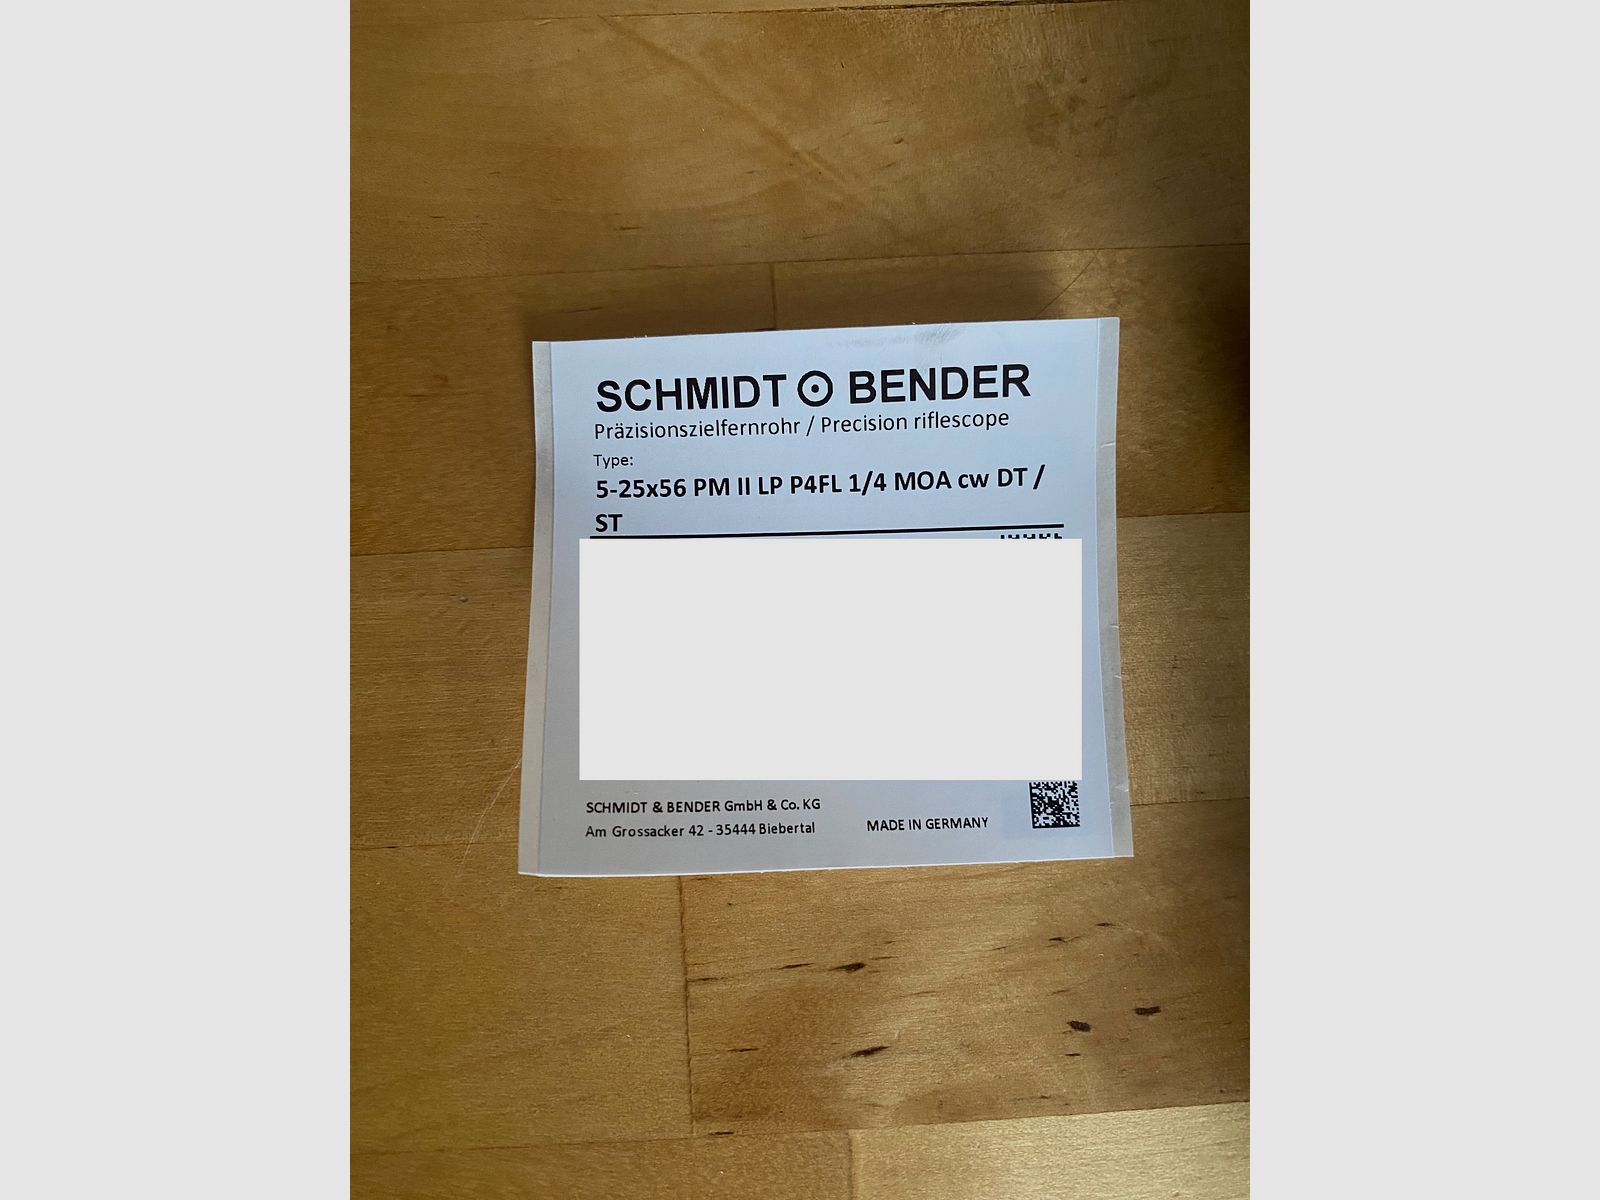 SCHMIDT BENDER
Präzisionszielfernrohr / Precision riflescope
Type:
5-25x56 PM II LP P4FL 1/4 MOA cw DT /
ST
SCHMIDT & BENDER GmbH & Co. KG
Am Grossacker 42 - 35444 Biebertal
MADE IN GERMANY